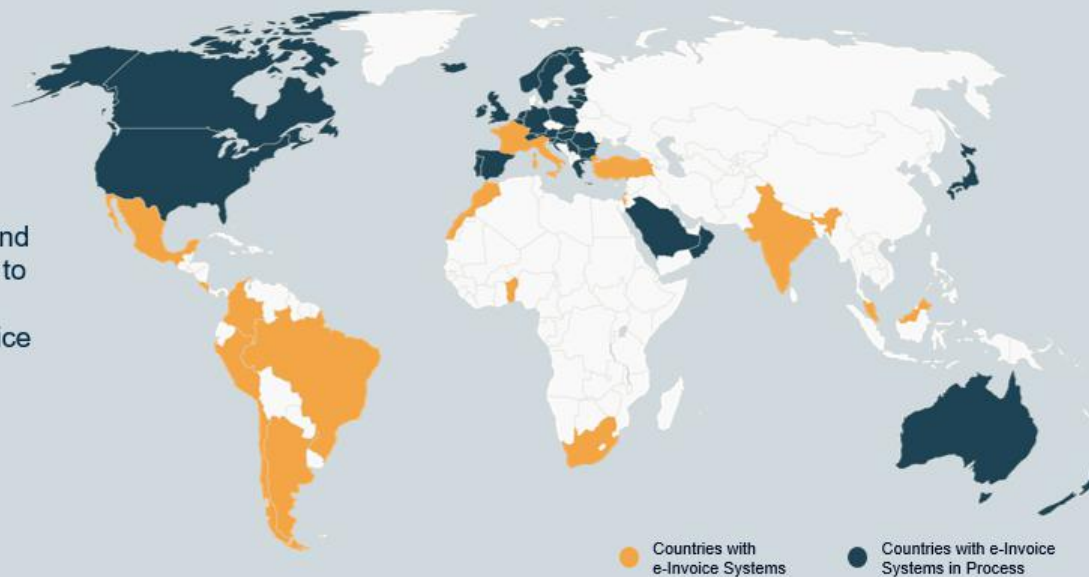 nd
to
ice
Countries with
e-Invoice Systems
Countries with e-Invoice
Systems in Process